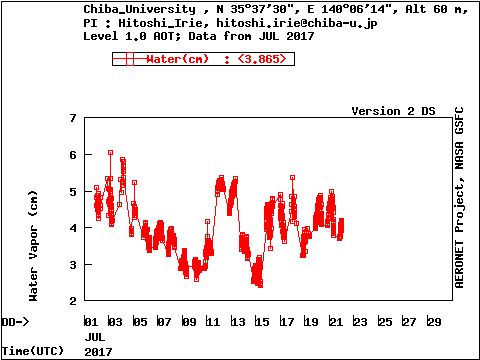 Chiba_University , N 35°37'30", E 140°06'14", Alt 60 m,
PI : Hitoshi_Irie, hitoshi.irie@chiba-u.jp
Level 1.0 AOT; Data from JUL 2017
Water(cm) : <3.865>
Version 2 DS
7
6
5
4
3
2
Water Vapor (cm)
AERONET Project, NASA GSFC
DD-> 01 03 05 07 09 11 13 15 17 19 21 23 25 27 29
JUL
Time(UTC) 2017